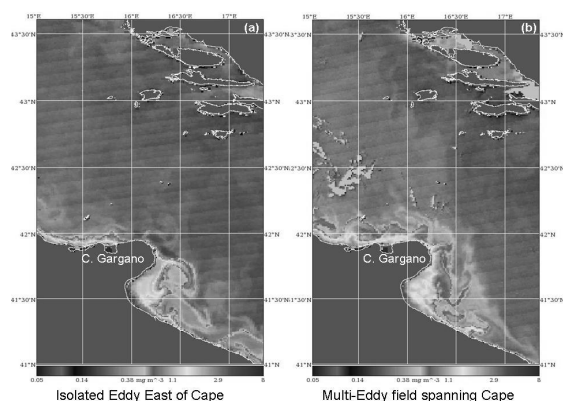 15°E 15°30'E 16°E 16°30'E 17°E
(a)
43°30'N
43°N
42°30'N
42°N
41°30'N
41°N
C. Gargano
0.05 0.14 0.38 mg m^-3 1.1 2.9 8
Isolated Eddy East of Cape
15°E 15°30'E 16°E 16°30'E 17°E
(b)
43°30'N
43°N
42°30'N
42°N
41°30'N
41°N
C. Gargano
0.05 0.14 0.38 mg m^-3 1.1 2.9 8
Multi-Eddy field spanning Cape